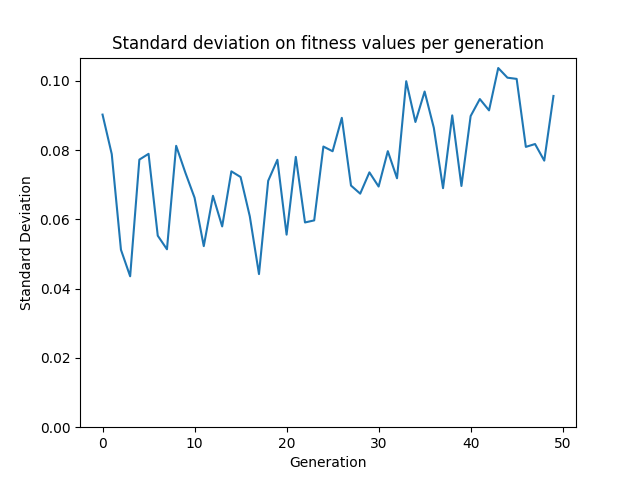 Standard deviation on fitness values per generation
0.10
0.08
0.06
0.04
0.02
0.00
Standard Deviation
0 10 20 30 40 50
Generation